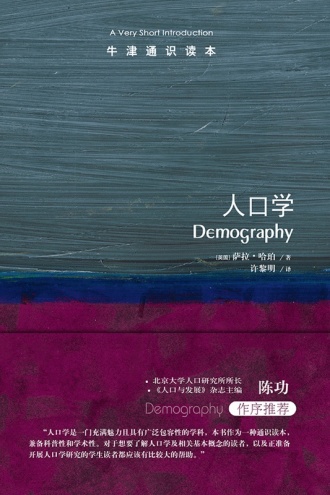 A Very Short Introduction
牛津通识读本
人口学
Demography
[英国] 萨拉·哈珀 / 著
许黎明 / 译
• 北京大学人口研究所所长
• 《人口与发展》杂志主编
陈功
Demography 作序推荐
“人口学是一门充满魅力且具有广泛包容性的学科。本书作为一种通识读本，
兼备科普性和学术性。对于想要了解人口学及相关基本概念的读者，以及正准备
开展人口学研究的学生读者都应该有比较大的帮助。”